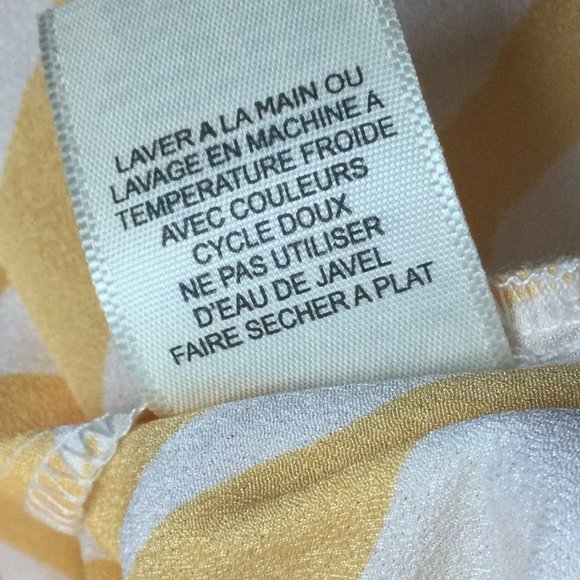 LAVER A LA MAIN OU
LAVAGE EN MACHINE A
TEMPERATURE FROIDE
AVEC COULEURS
CYCLE DOUX
NE PAS UTILISER
D'EAU DE JAVEL
FAIRE SECHER A PLAT